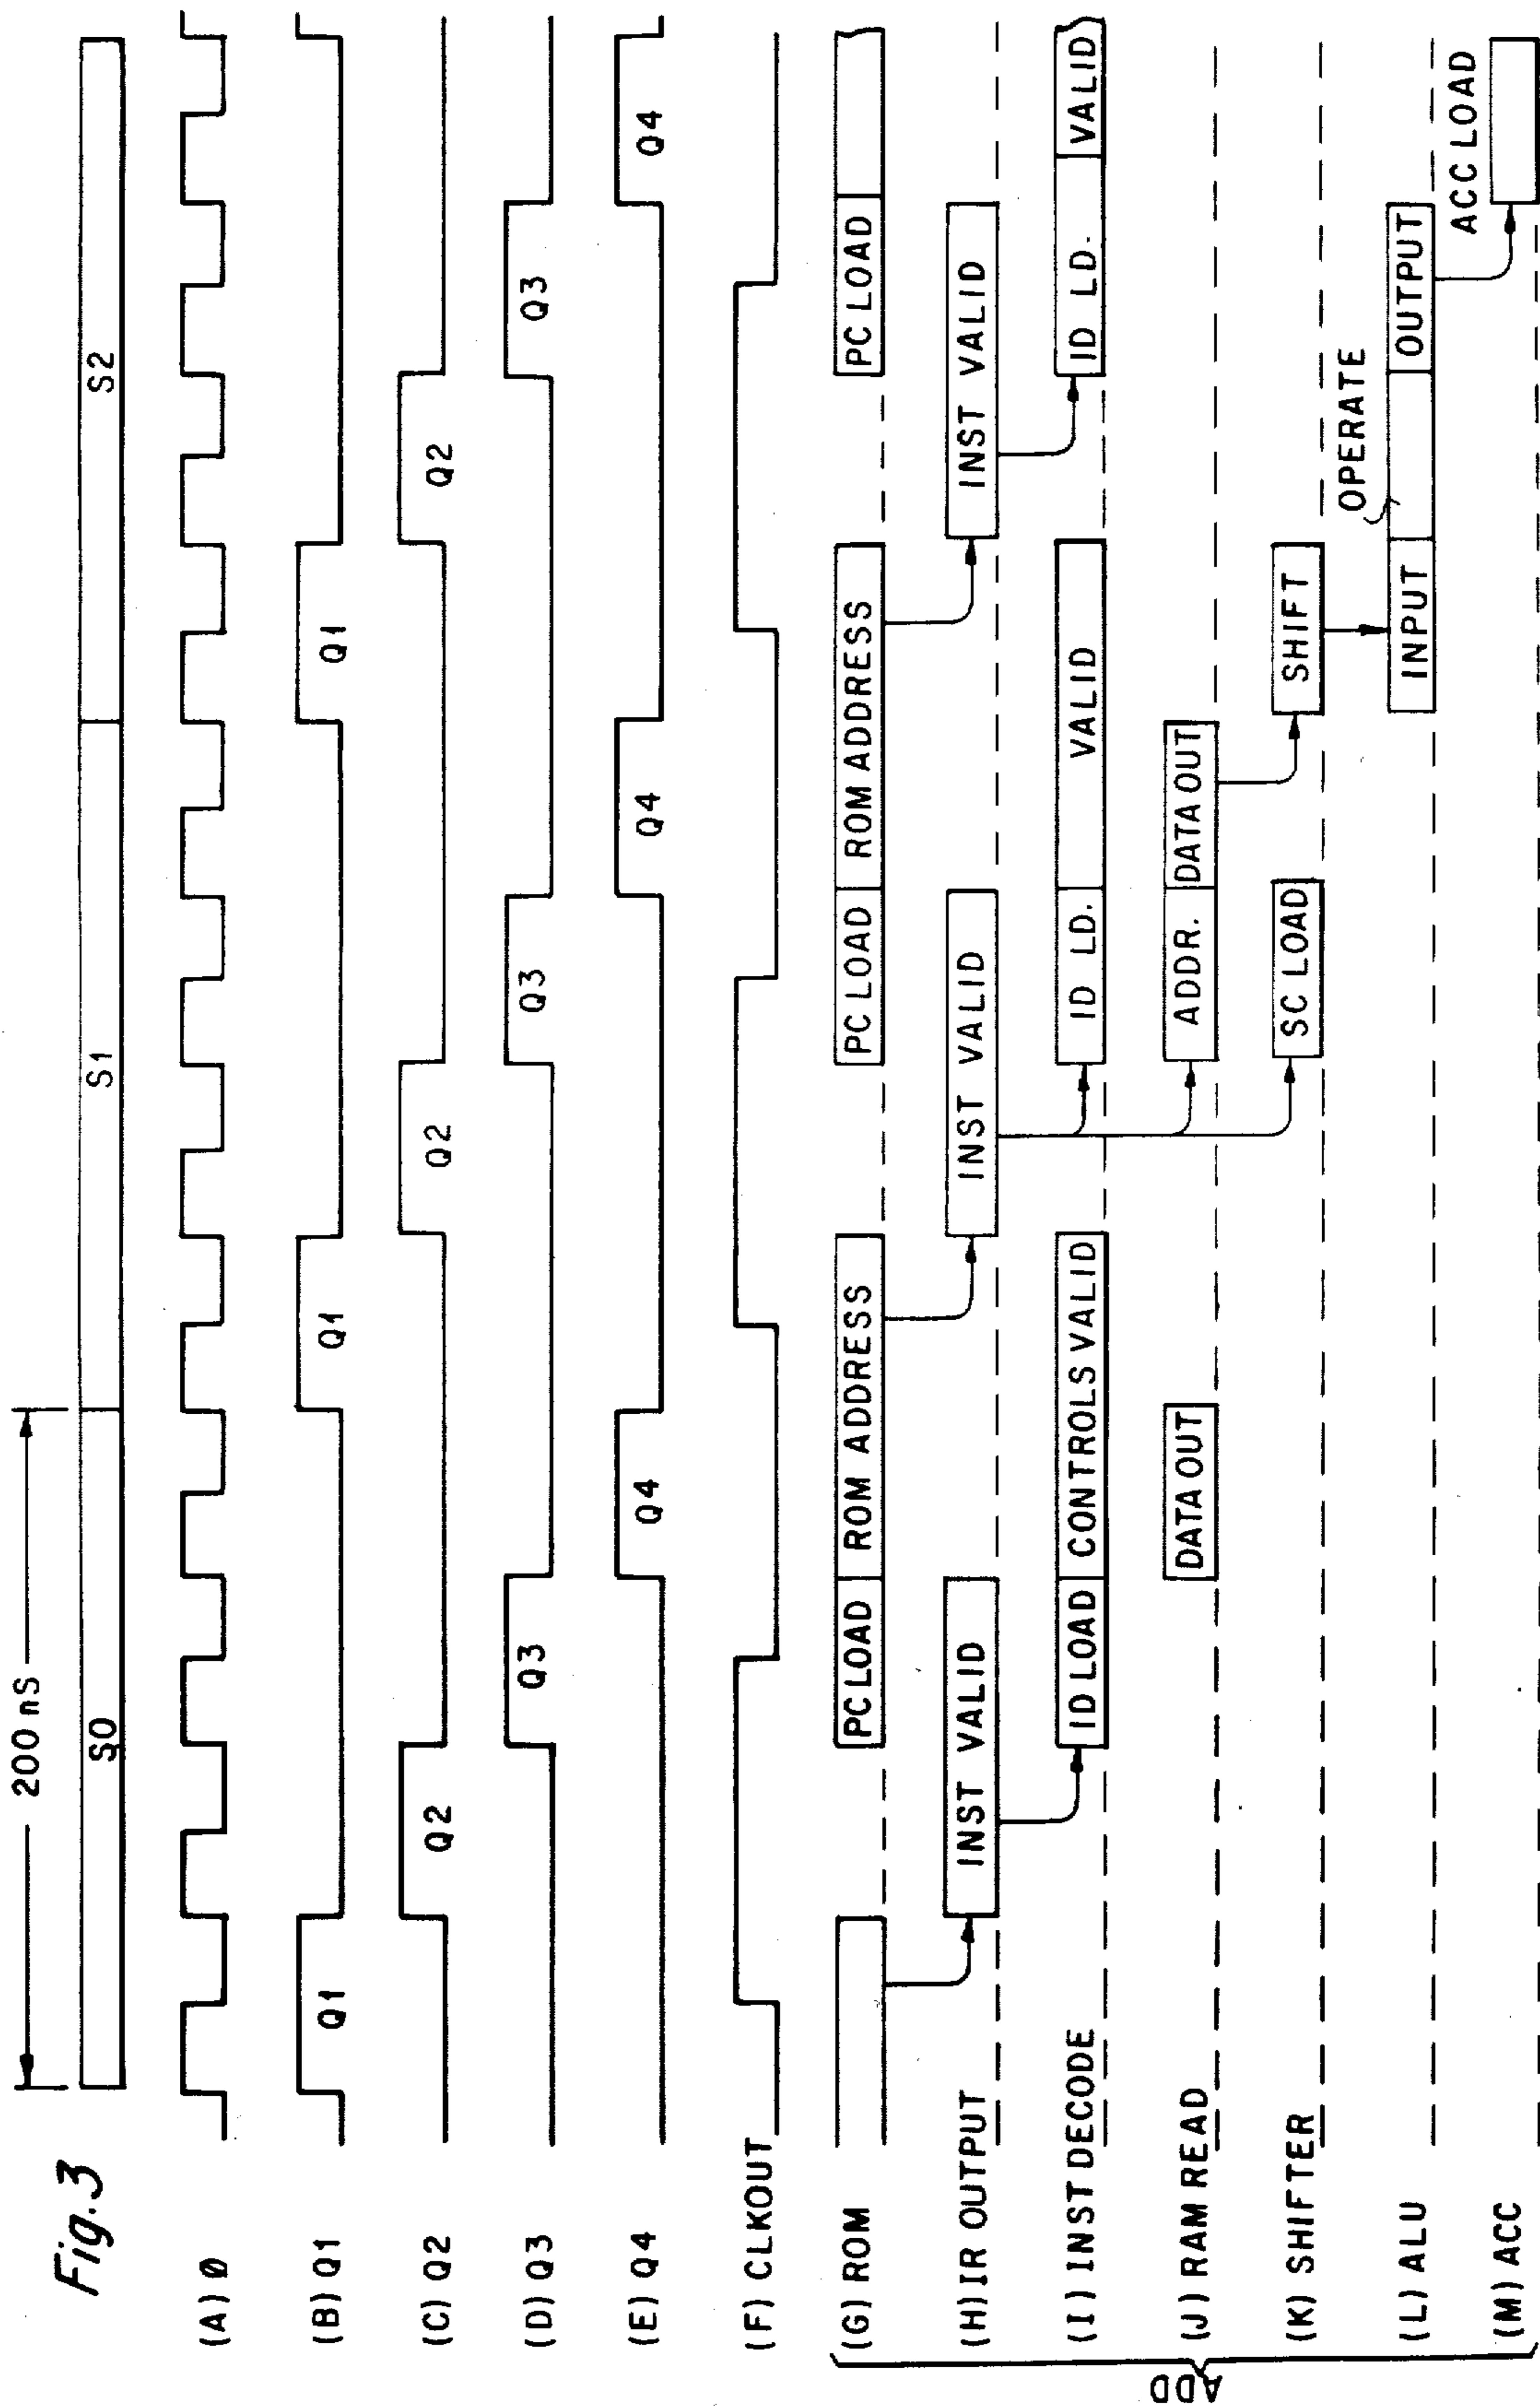 Fig.3
200 nS
S0 S1 S2
(A) Ø
(B) Q1 Q1 Q1 Q1
(C) Q2 Q2 Q2 Q2
(D) Q3 Q3 Q3 Q3
(E) Q4 Q4 Q4 Q4
(F) CLKOUT
(G) ROM PC LOAD ROM ADDRESS PC LOAD ROM ADDRESS PC LOAD
(H) IR OUTPUT INST VALID INST VALID INST VALID
(I) INST DECODE ID LOAD CONTROLS VALID ID LD. VALID ID LD. VALID
(J) RAM READ DATA OUT ADDR. DATA OUT
(K) SHIFTER SC LOAD SHIFT
OPERATE
(L) ALU INPUT OUTPUT
ACC LOAD
(M) ACC
ADD